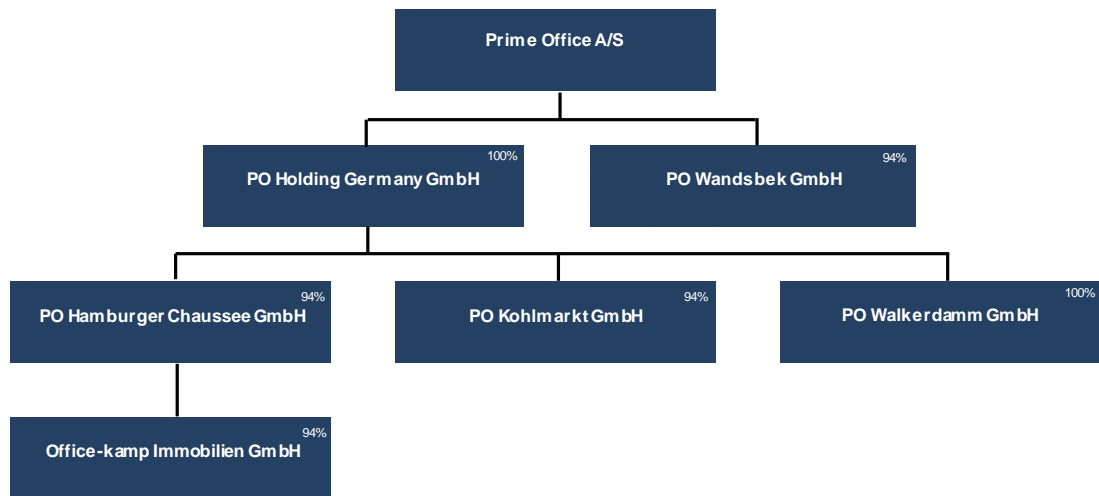 Prime Office A/S
100%
PO Holding Germany GmbH
94%
PO Wandsbek GmbH
94%
PO Hamburger Chaussee GmbH
94%
PO Kohlmarkt GmbH
100%
PO Walkerdamm GmbH
94%
Office-kamp Immobilien GmbH